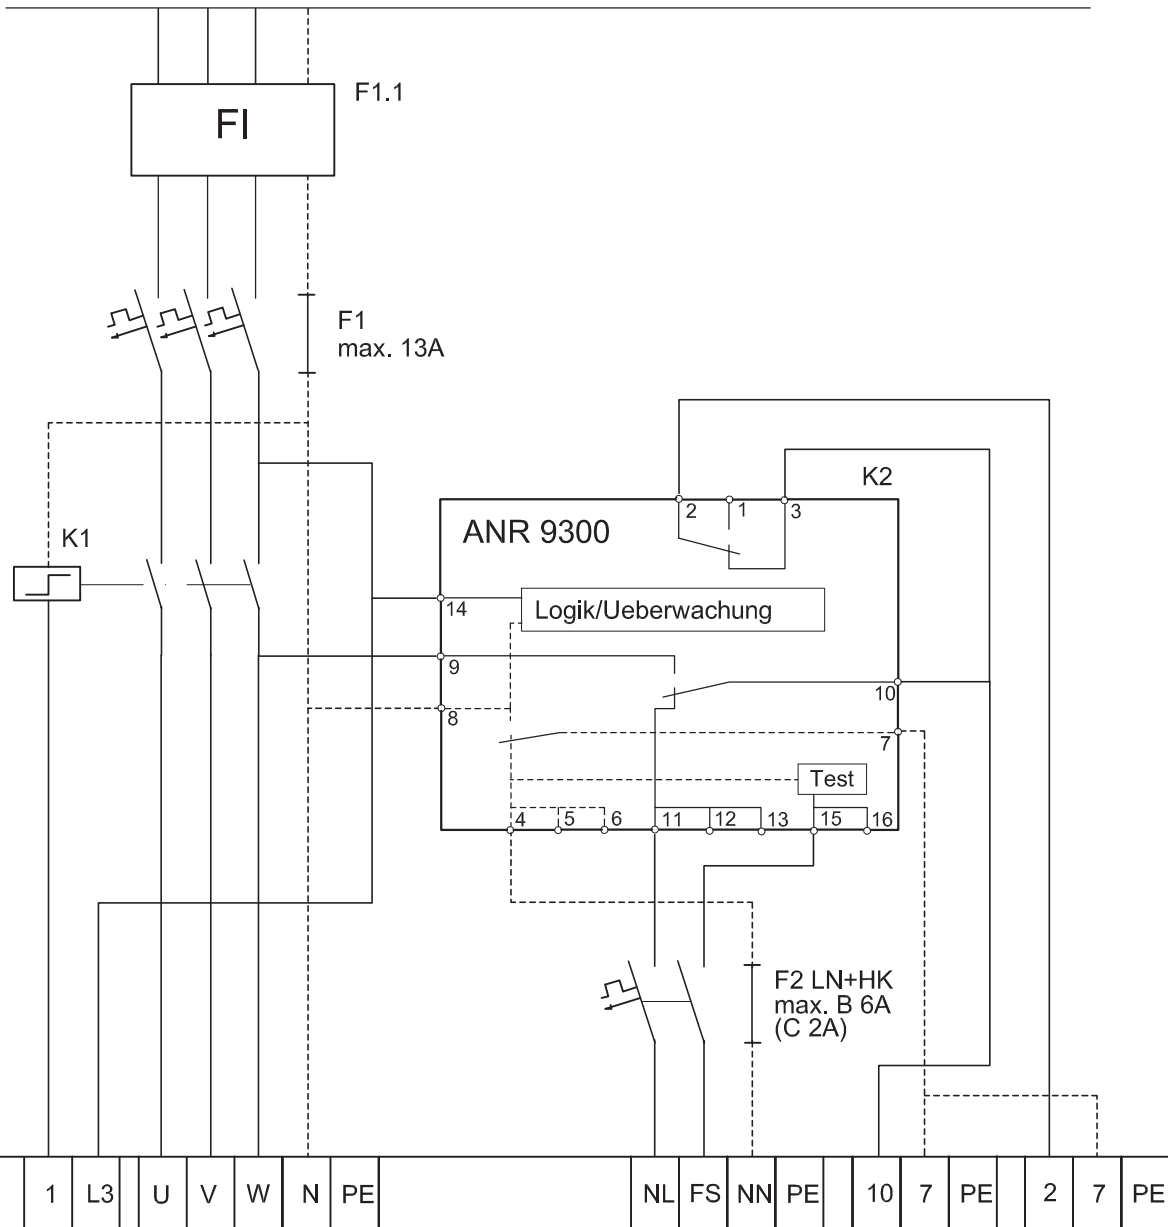 FI
F1.1
F1
max. 13A
K1
K2
ANR 9300
2
1
3
14
Logik/Ueberwachung
9
10
8
7
Test
4
5
6
11
12
13
15
16
F2 LN+HK
max. B 6A
(C 2A)
1
L3
U
V
W
N
PE
NL
FS
NN
PE
10
7
PE
2
7
PE